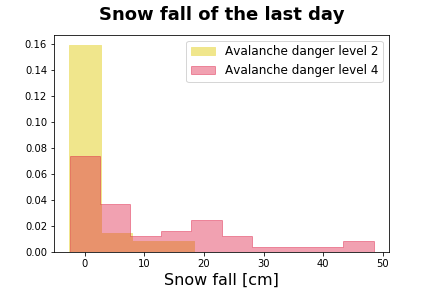 Snow fall of the last day
Avalanche danger level 2
Avalanche danger level 4
0.16
0.14
0.12
0.10
0.08
0.06
0.04
0.02
0.00
0 10 20 30 40 50
Snow fall [cm]